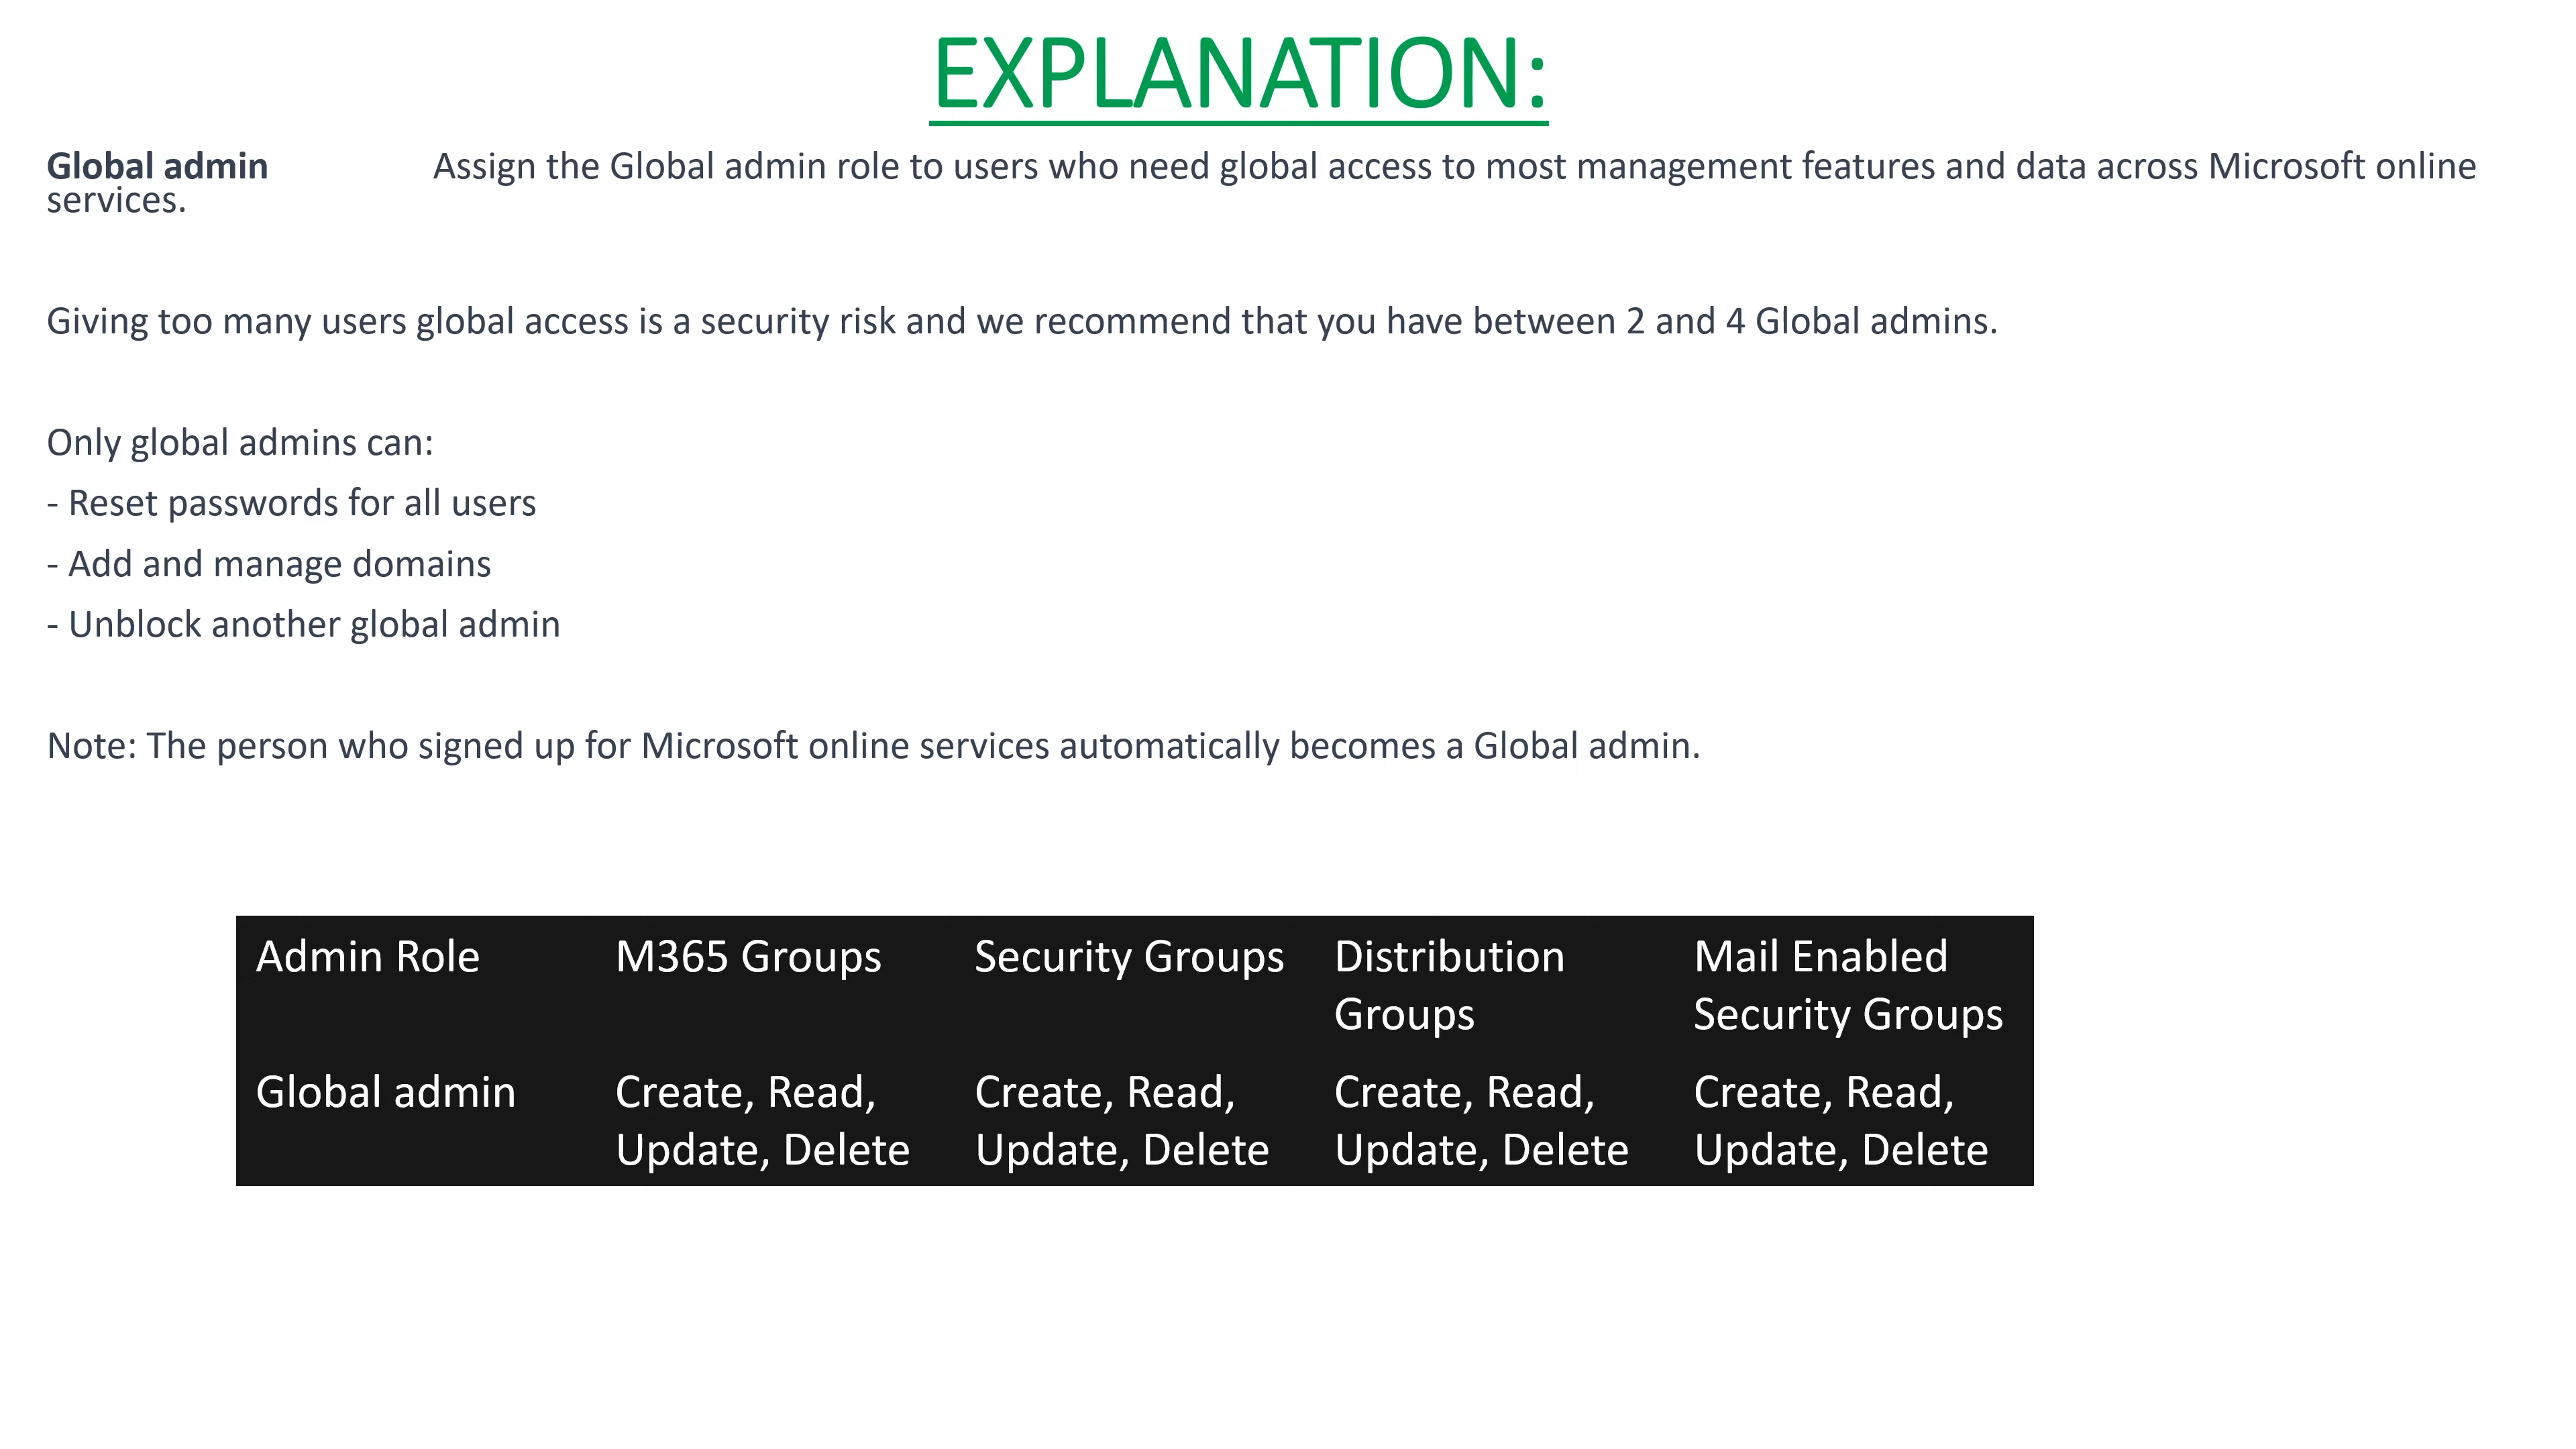 EXPLANATION:
Global admin Assign the Global admin role to users who need global access to most management features and data across Microsoft online
services.
Giving too many users global access is a security risk and we recommend that you have between 2 and 4 Global admins.
Only global admins can:
- Reset passwords for all users
- Add and manage domains
- Unblock another global admin
Note: The person who signed up for Microsoft online services automatically becomes a Global admin.
Admin Role M365 Groups Security Groups Distribution Mail Enabled
Groups Security Groups
Global admin Create, Read, Create, Read, Create, Read, Create, Read,
Update, Delete Update, Delete Update, Delete Update, Delete